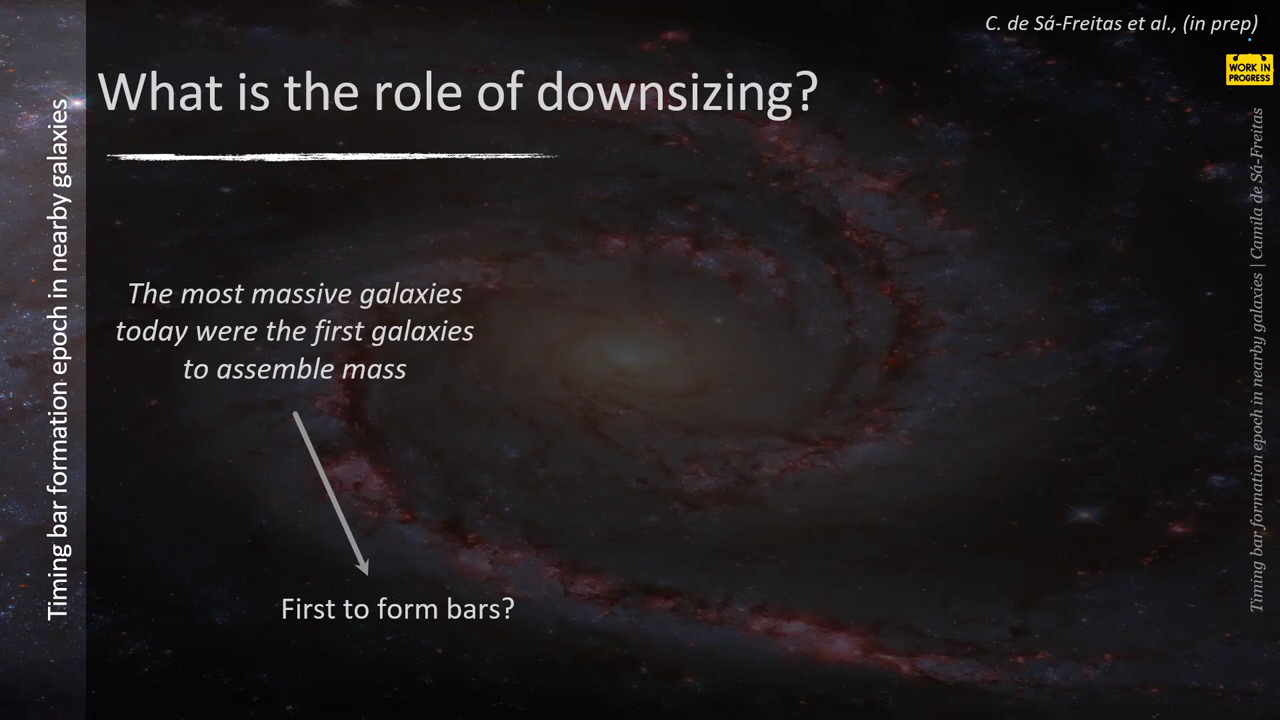 C. de Sá-Freitas et al., (in prep)
WORK IN
PROGRESS
What is the role of downsizing?
Timing bar formation epoch in nearby galaxies
The most massive galaxies
today were the first galaxies
to assemble mass
First to form bars?
Timing bar formation epoch in nearby galaxies | Camila de Sá-Freitas